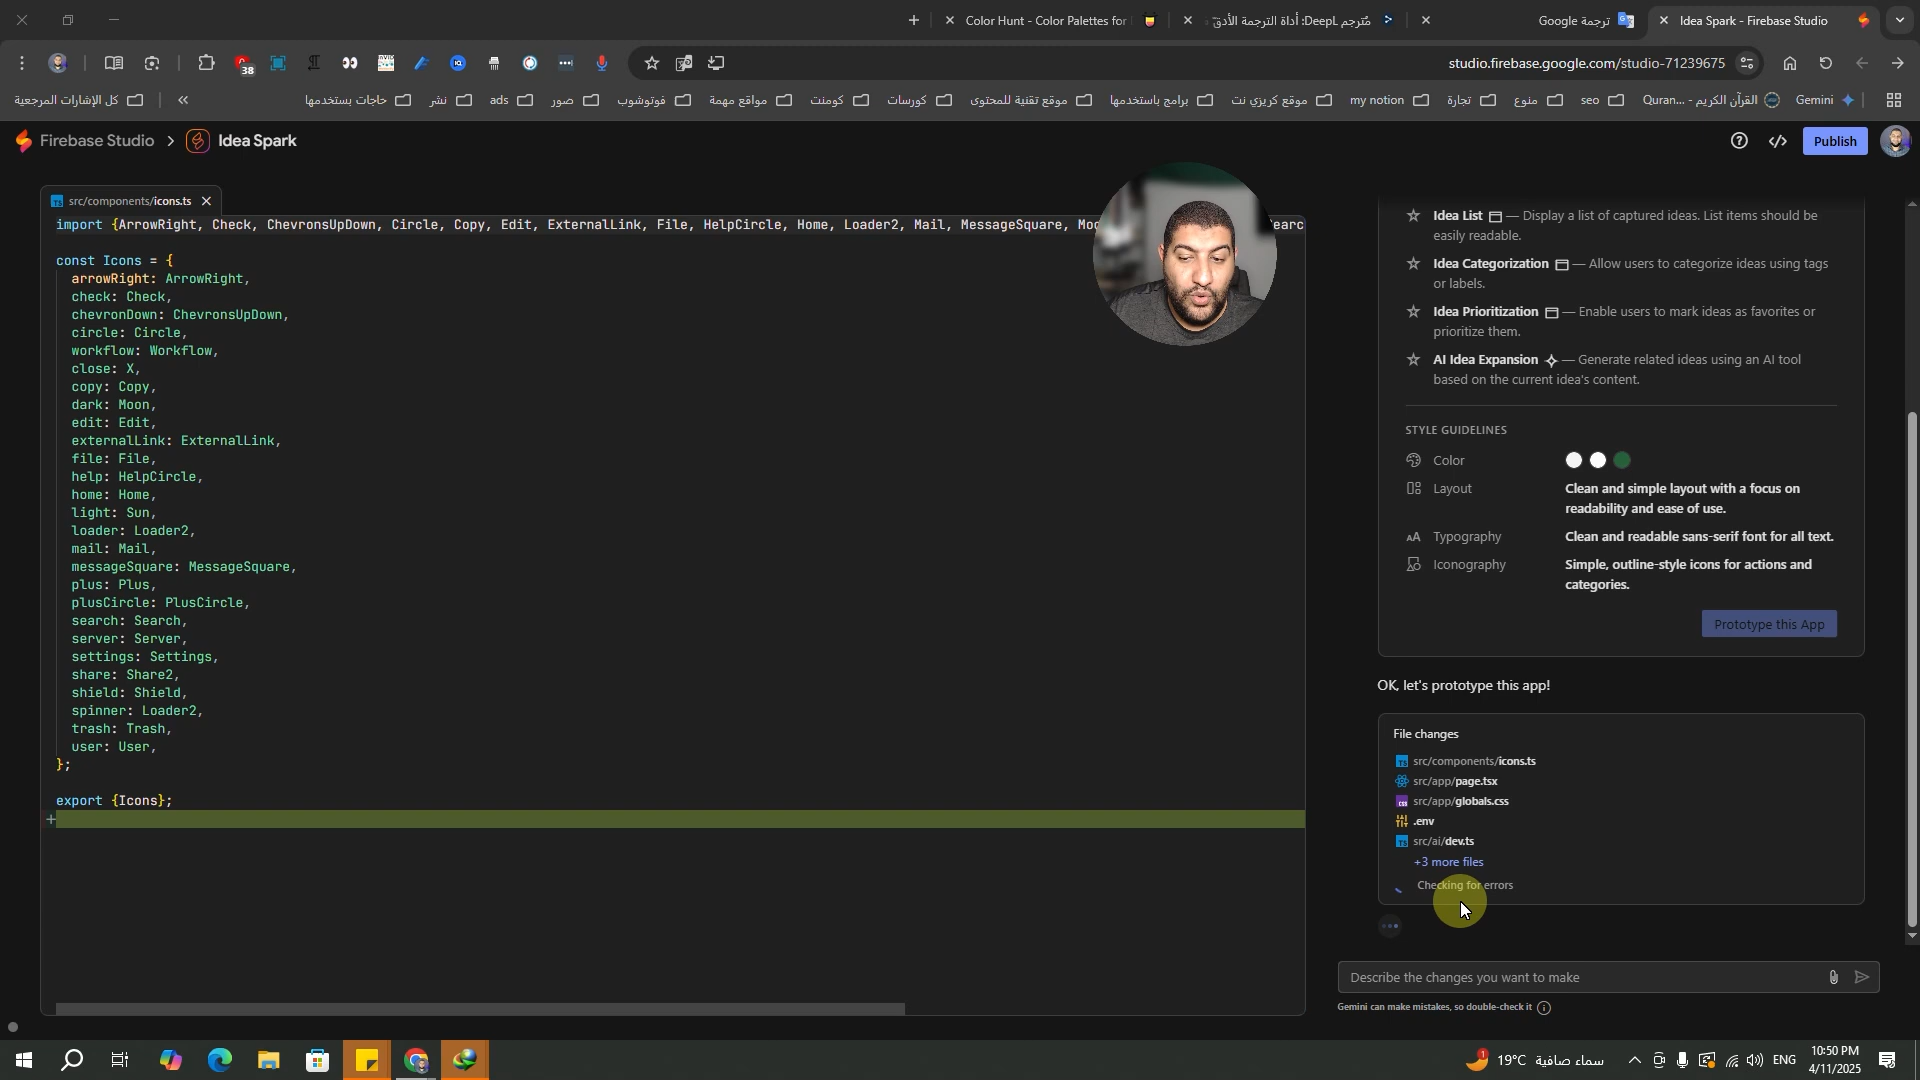 Color Hunt - Color Palettes for
مُترجم DeepL: أداة الترجمة الأدق
ترجمة Google
Idea Spark - Firebase Studio
38
studio.firebase.google.com/studio-71239675
كل الإشارات المرجعية
«
حاجات بستخدمها
نشر
ads
صور
فوتوشوب
مواقع مهمة
كومنت
كورسات
موقع تقنية للمحتوى
برامج باستخدمها
موقع كريزي نت
my notion
تجارة
منوع
seo
القرآن الكريم - ...Quran
Gemini
Firebase Studio > Idea Spark
Publish
src/components/icons.ts
import {ArrowRight, Check, ChevronsUpDown, Circle, Copy, Edit, ExternalLink, File, HelpCircle, Home, Loader2, Mail, MessageSquare,
const Icons = {
arrowRight: ArrowRight,
check: Check,
chevronDown: ChevronsUpDown,
circle: Circle,
workflow: Workflow,
close: X,
copy: Copy,
dark: Moon,
edit: Edit,
externalLink: ExternalLink,
file: File,
help: HelpCircle,
home: Home,
light: Sun,
loader: Loader2,
mail: Mail,
messageSquare: MessageSquare,
plus: Plus,
plusCircle: PlusCircle,
search: Search,
server: Server,
settings: Settings,
share: Share2,
shield: Shield,
spinner: Loader2,
trash: Trash,
user: User,
};
export {Icons};
+
Idea List — Display a list of captured ideas. List items should be
easily readable.
Idea Categorization — Allow users to categorize ideas using tags
or labels.
Idea Prioritization — Enable users to mark ideas as favorites or
prioritize them.
AI Idea Expansion — Generate related ideas using an AI tool
based on the current idea's content.
STYLE GUIDELINES
Color
Layout Clean and simple layout with a focus on
readability and ease of use.
Typography Clean and readable sans-serif font for all text.
Iconography Simple, outline-style icons for actions and
categories.
Prototype this App
OK, let's prototype this app!
File changes
src/components/icons.ts
src/app/page.tsx
src/app/globals.css
.env
src/ai/dev.ts
+3 more files
Checking for errors
Describe the changes you want to make
Gemini can make mistakes, so double-check it
1
19°C سماء صافية
ENG
10:50 PM
4/11/2025